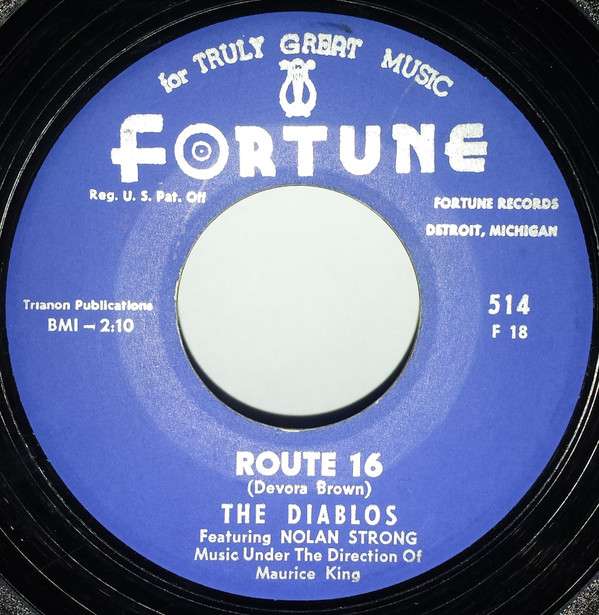 for TRULY GREAT MUSIC
FORTUNE
Reg. U. S. Pat. Off
FORTUNE RECORDS
DETROIT, MICHIGAN
Trianon Publications
BMI – 2:10
514
F 18
ROUTE 16
(Devora Brown)
THE DIABLOS
Featuring NOLAN STRONG
Music Under The Direction Of
Maurice King